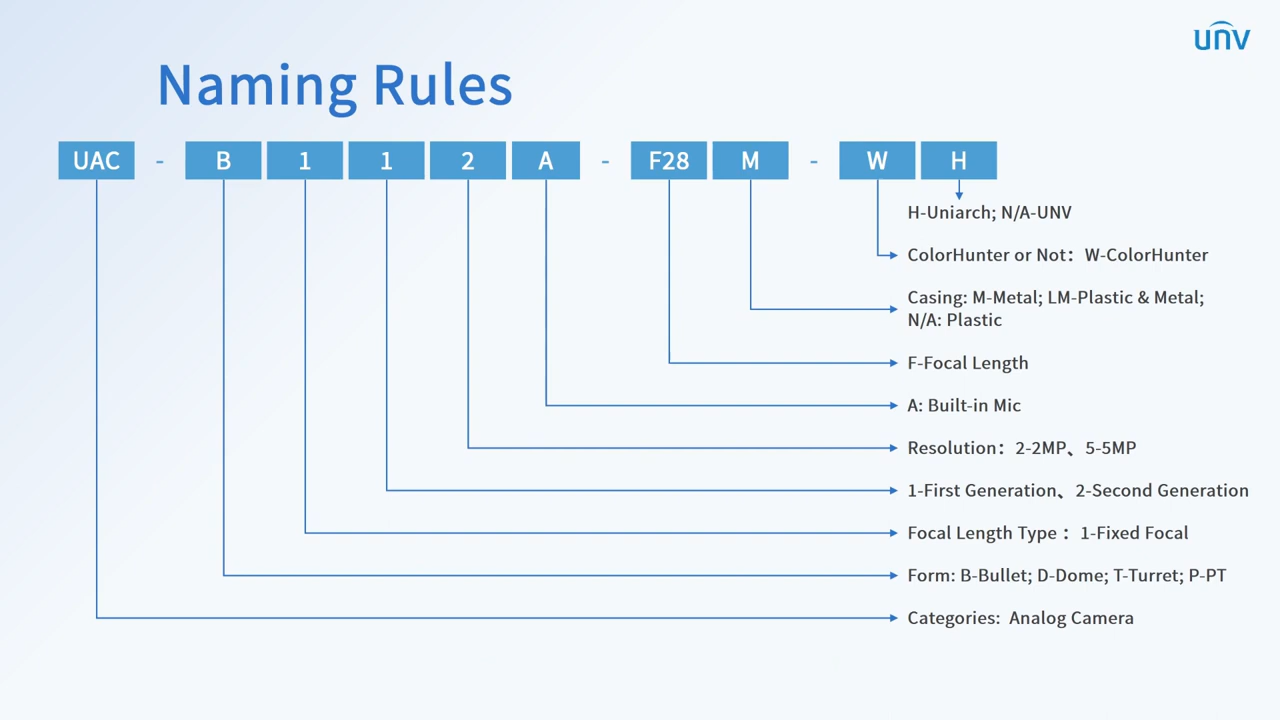 unv
Naming Rules
UAC - B 1 1 2 A - F28 M - W H
H-Uniarch; N/A-UNV
ColorHunter or Not：W-ColorHunter
Casing: M-Metal; LM-Plastic & Metal;
N/A: Plastic
F-Focal Length
A: Built-in Mic
Resolution：2-2MP、5-5MP
1-First Generation、2-Second Generation
Focal Length Type：1-Fixed Focal
Form: B-Bullet; D-Dome; T-Turret; P-PT
Categories: Analog Camera